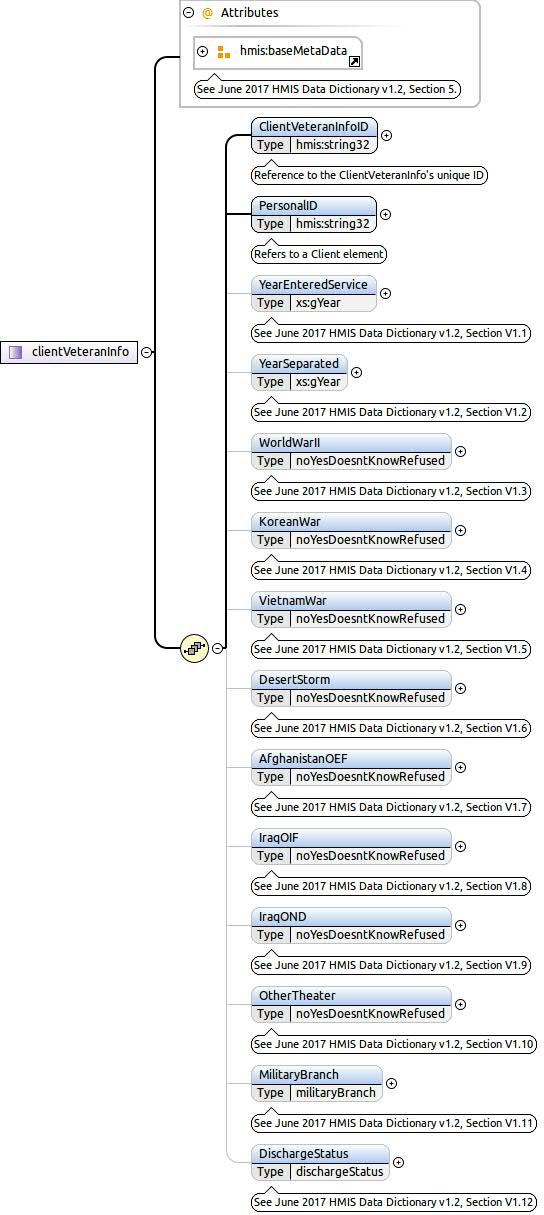 @ Attributes
hmis:baseMetaData
See June 2017 HMIS Data Dictionary v1.2, Section 5.
ClientVeteranInfoID
Type hmis:string32
Reference to the ClientVeteranInfo's unique ID
PersonalID
Type hmis:string32
Refers to a Client element
YearEnteredService
Type xs:gYear
See June 2017 HMIS Data Dictionary v1.2, Section V1.1
clientVeteranInfo
YearSeparated
Type xs:gYear
See June 2017 HMIS Data Dictionary v1.2, Section V1.2
WorldWarII
Type noYesDoesntKnowRefused
See June 2017 HMIS Data Dictionary v1.2, Section V1.3
KoreanWar
Type noYesDoesntKnowRefused
See June 2017 HMIS Data Dictionary v1.2, Section V1.4
VietnamWar
Type noYesDoesntKnowRefused
See June 2017 HMIS Data Dictionary v1.2, Section V1.5
DesertStorm
Type noYesDoesntKnowRefused
See June 2017 HMIS Data Dictionary v1.2, Section V1.6
AfghanistanOEF
Type noYesDoesntKnowRefused
See June 2017 HMIS Data Dictionary v1.2, Section V1.7
IraqOIF
Type noYesDoesntKnowRefused
See June 2017 HMIS Data Dictionary v1.2, Section V1.8
IraqOND
Type noYesDoesntKnowRefused
See June 2017 HMIS Data Dictionary v1.2, Section V1.9
OtherTheater
Type noYesDoesntKnowRefused
See June 2017 HMIS Data Dictionary v1.2, Section V1.10
MilitaryBranch
Type militaryBranch
See June 2017 HMIS Data Dictionary v1.2, Section V1.11
DischargeStatus
Type dischargeStatus
See June 2017 HMIS Data Dictionary v1.2, Section V1.12